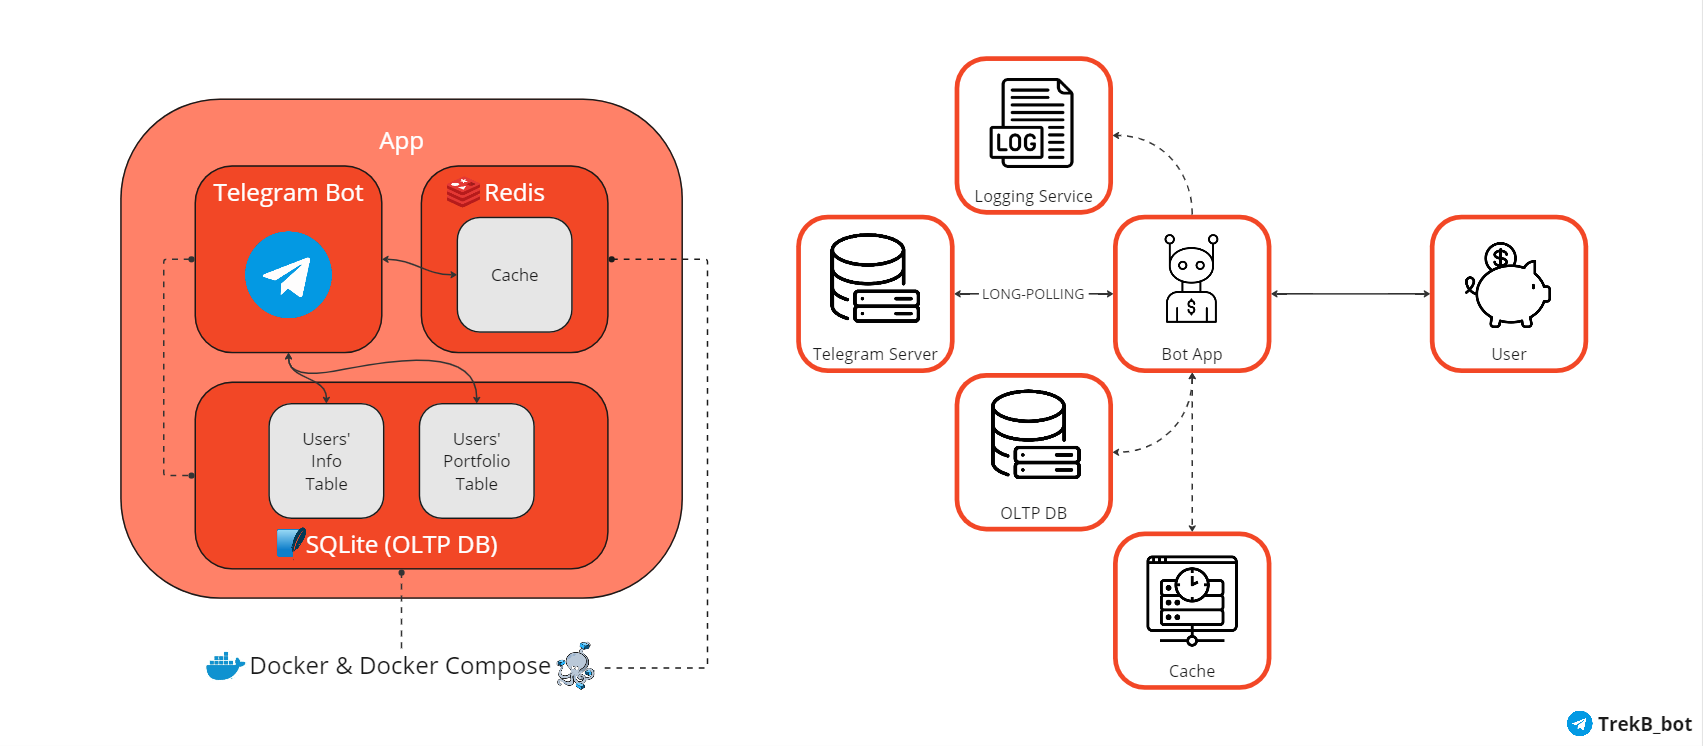 App
Telegram Bot
Redis
Cache
Users'
Info
Table
Users'
Portfolio
Table
SQLite (OLTP DB)
Docker & Docker Compose
LOG
Logging Service
Telegram Server
LONG-POLLING
$
Bot App
$
User
OLTP DB
Cache
TrekB_bot